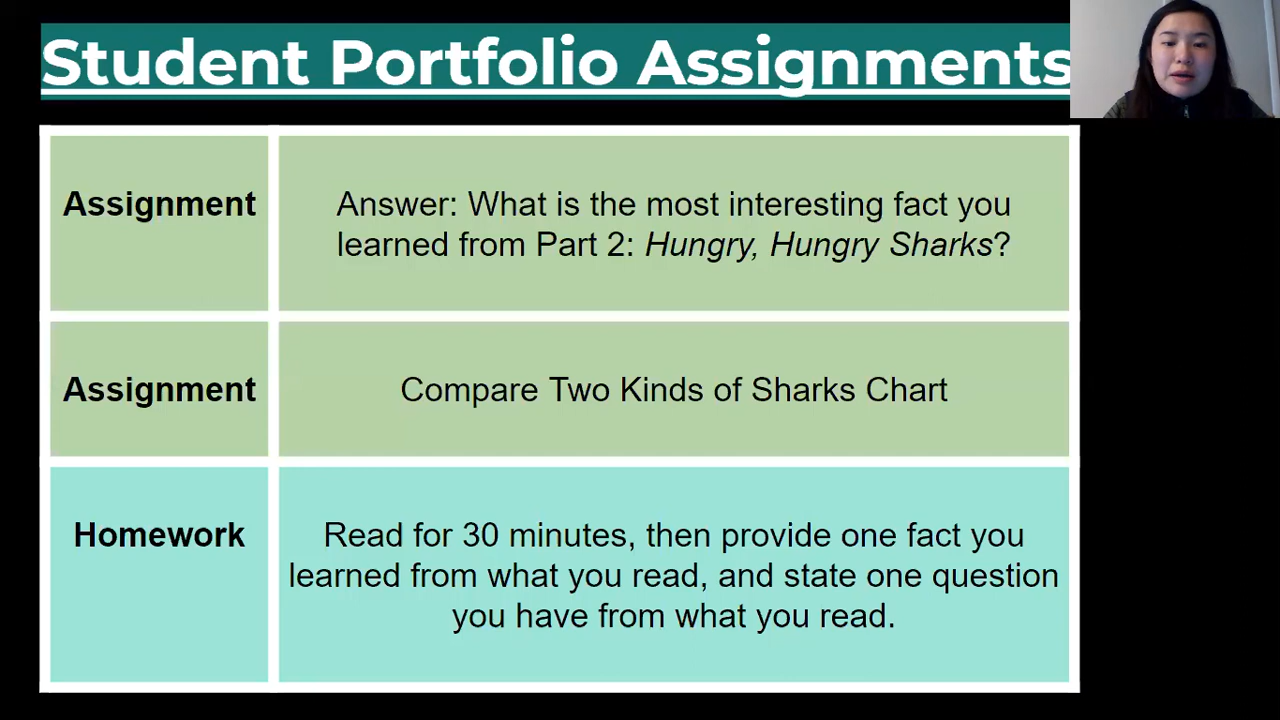 Student Portfolio Assignments
Assignment
Answer: What is the most interesting fact you
learned from Part 2: Hungry, Hungry Sharks?
Assignment
Compare Two Kinds of Sharks Chart
Homework
Read for 30 minutes, then provide one fact you
learned from what you read, and state one question
you have from what you read.